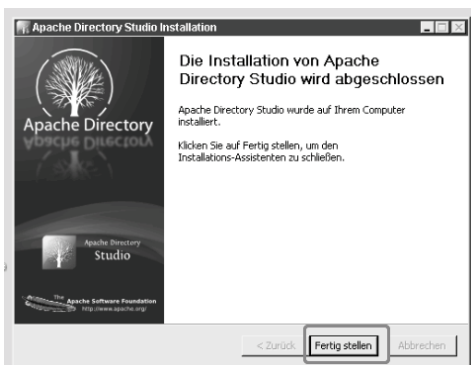 Apache Directory Studio Installation
Die Installation von Apache
Directory Studio wird abgeschlossen
Apache Directory Studio wurde auf Ihrem Computer
installiert.
Klicken Sie auf Fertig stellen, um den
Installations-Assistenten zu schließen.
Apache Directory
Apache Directory
Studio
The
Apache Software Foundation
http://www.apache.org/
< Zurück
Fertig stellen
Abbrechen